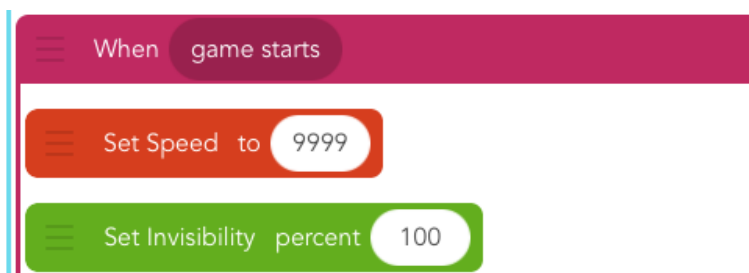 When game starts
Set Speed to 9999
Set Invisibility percent 100